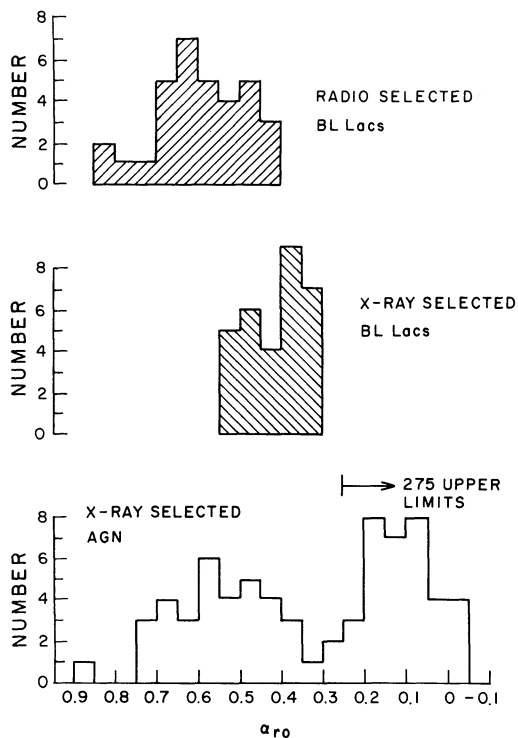 8
6
4
2
0
NUMBER
RADIO SELECTED
BL Lacs
8
6
4
2
0
NUMBER
X-RAY SELECTED
BL Lacs
275 UPPER
LIMITS
X-RAY SELECTED
AGN
8
6
4
2
0
NUMBER
0.9 0.8 0.7 0.6 0.5 0.4 0.3 0.2 0.1 0 -0.1
αro